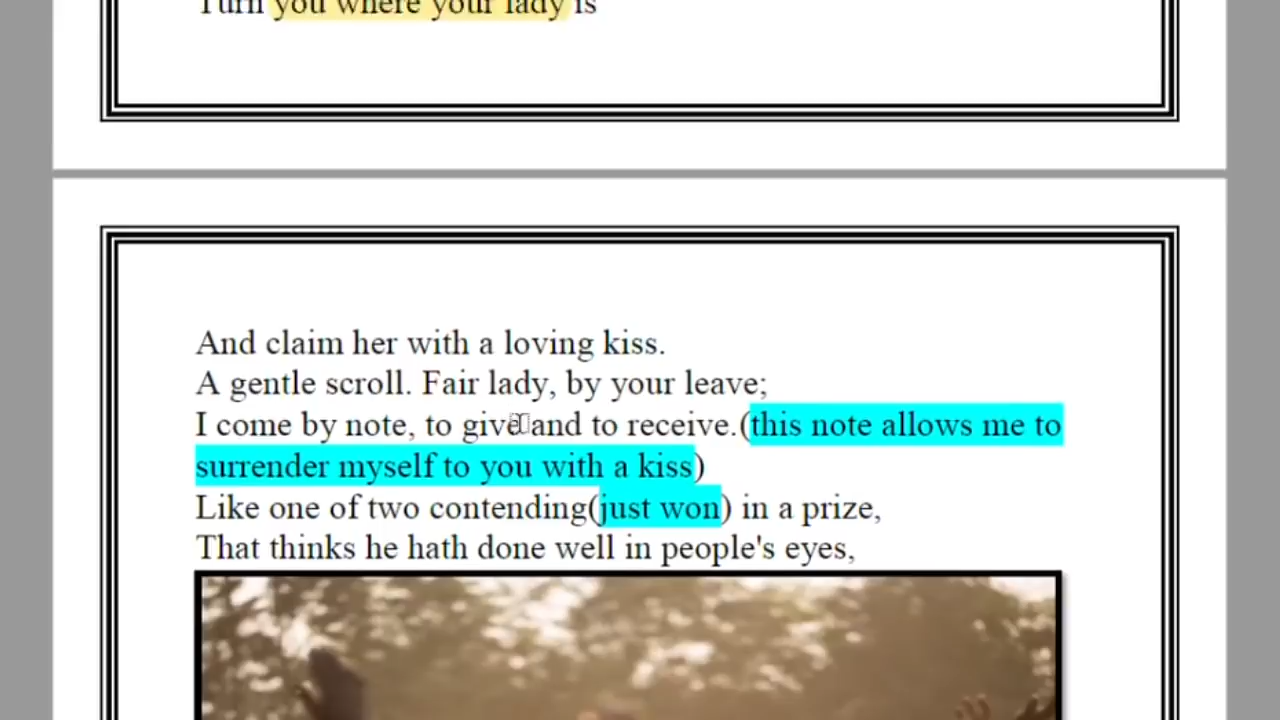 Turn you where your lady is
And claim her with a loving kiss.
A gentle scroll. Fair lady, by your leave;
I come by note, to give and to receive.(this note allows me to
surrender myself to you with a kiss)
Like one of two contending(just won) in a prize,
That thinks he hath done well in people's eyes,